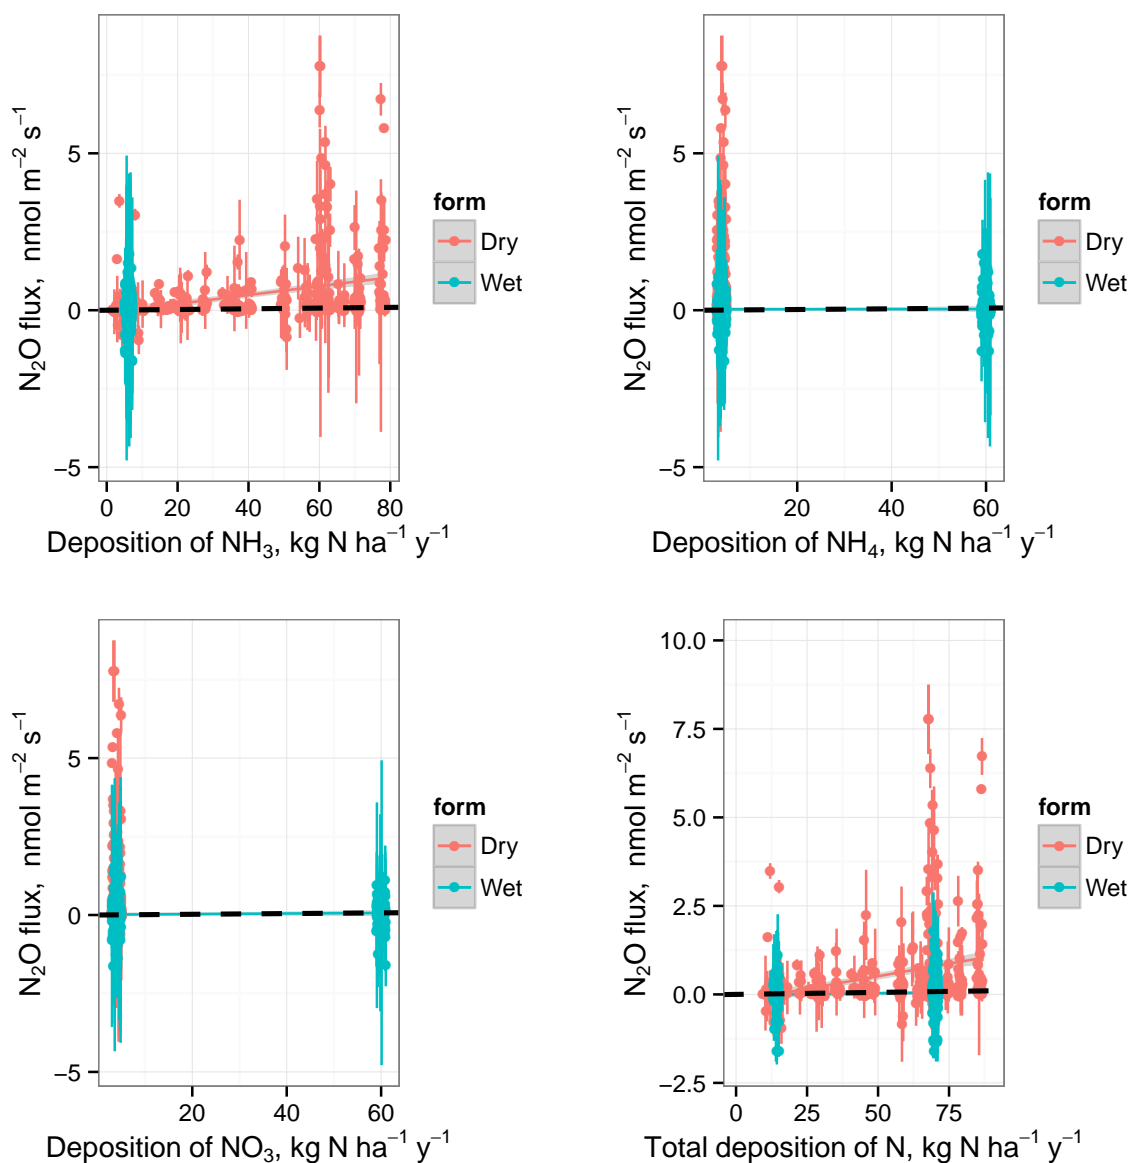 5
0
−5
N₂O flux, nmol m⁻² s⁻¹
0 20 40 60 80
Deposition of NH₃, kg N ha⁻¹ y⁻¹
form
Dry
Wet
5
0
−5
N₂O flux, nmol m⁻² s⁻¹
20 40 60
Deposition of NH₄, kg N ha⁻¹ y⁻¹
form
Dry
Wet
5
0
−5
N₂O flux, nmol m⁻² s⁻¹
20 40 60
Deposition of NO₃, kg N ha⁻¹ y⁻¹
form
Dry
Wet
10.0
7.5
5.0
2.5
0.0
−2.5
N₂O flux, nmol m⁻² s⁻¹
0 25 50 75
Total deposition of N, kg N ha⁻¹ y⁻¹
form
Dry
Wet